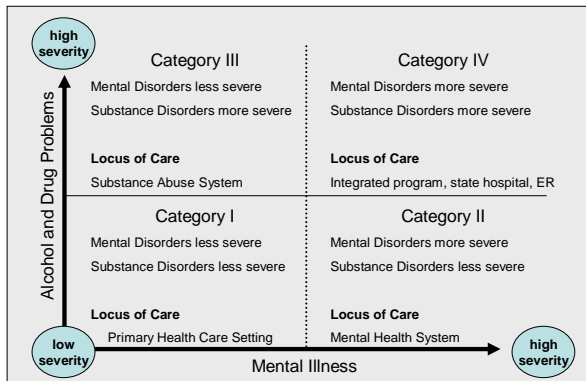 high
severity
Category III
Mental Disorders less severe
Substance Disorders more severe
Locus of Care
Substance Abuse System
Category IV
Mental Disorders more severe
Substance Disorders more severe
Locus of Care
Integrated program, state hospital, ER
Alcohol and Drug Problems
Category I
Mental Disorders less severe
Substance Disorders less severe
Locus of Care
Primary Health Care Setting
Category II
Mental Disorders more severe
Substance Disorders less severe
Locus of Care
Mental Health System
low
severity
Mental Illness
high
severity